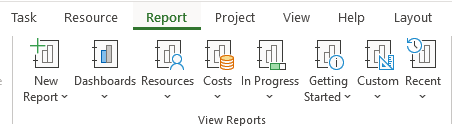 Task Resource Report Project View Help Layout
New Report Dashboards Resources Costs In Progress Getting Started Custom Recent
View Reports